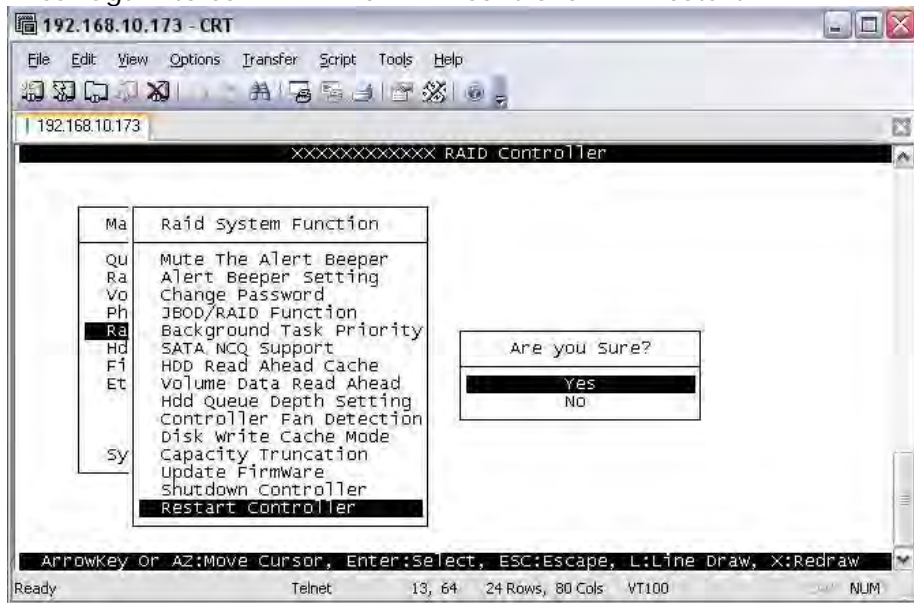 192.168.10.173 - CRT
File Edit View Options Transfer Script Tools Help
192.168.10.173
XXXXXXXXXXXXX RAID Controller
Ma
Qu
Ra
Vo
Ph
Ra
Hd
Fi
Et
Sy
Raid System Function
Mute The Alert Beeper
Alert Beeper Setting
Change Password
JBOD/RAID Function
Background Task Priority
SATA NCQ Support
HDD Read Ahead Cache
Volume Data Read Ahead
Hdd Queue Depth Setting
Controller Fan Detection
Disk Write Cache Mode
Capacity Truncation
Update Firmware
Shutdown Controller
Restart Controller
Are you Sure?
Yes
No
ArrowKey Or AZ:Move Cursor, Enter:Select, ESC:Escape, L:Line Draw, X:Redraw
Ready Telnet 13, 64 24 Rows, 80 Cols VT100 NUM